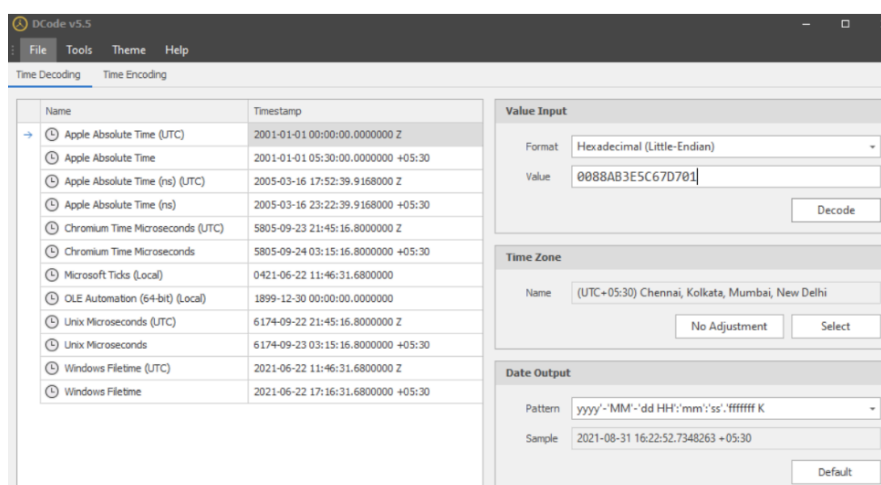 DCode v5.5
File Tools Theme Help
Time Decoding Time Encoding
Name Timestamp
Apple Absolute Time (UTC) 2001-01-01 00:00:00.0000000 Z
Apple Absolute Time 2001-01-01 05:30:00.0000000 +05:30
Apple Absolute Time (ns) (UTC) 2005-03-16 17:52:39.9168000 Z
Apple Absolute Time (ns) 2005-03-16 23:22:39.9168000 +05:30
Chromium Time Microseconds (UTC) 5805-09-23 21:45:16.8000000 Z
Chromium Time Microseconds 5805-09-24 03:15:16.8000000 +05:30
Microsoft Ticks (Local) 0421-06-22 11:46:31.6800000
OLE Automation (64-bit) (Local) 1899-12-30 00:00:00.0000000
Unix Microseconds (UTC) 6174-09-22 21:45:16.8000000 Z
Unix Microseconds 6174-09-23 03:15:16.8000000 +05:30
Windows Filetime (UTC) 2021-06-22 11:46:31.6800000 Z
Windows Filetime 2021-06-22 17:16:31.6800000 +05:30
Value Input
Format Hexadecimal (Little-Endian)
Value 0088AB3E5C67D701
Decode
Time Zone
Name (UTC+05:30) Chennai, Kolkata, Mumbai, New Delhi
No Adjustment Select
Date Output
Pattern yyyy'-'MM'-'dd HH':'mm':'ss'.'fffffff K
Sample 2021-08-31 16:22:52.7348263 +05:30
Default